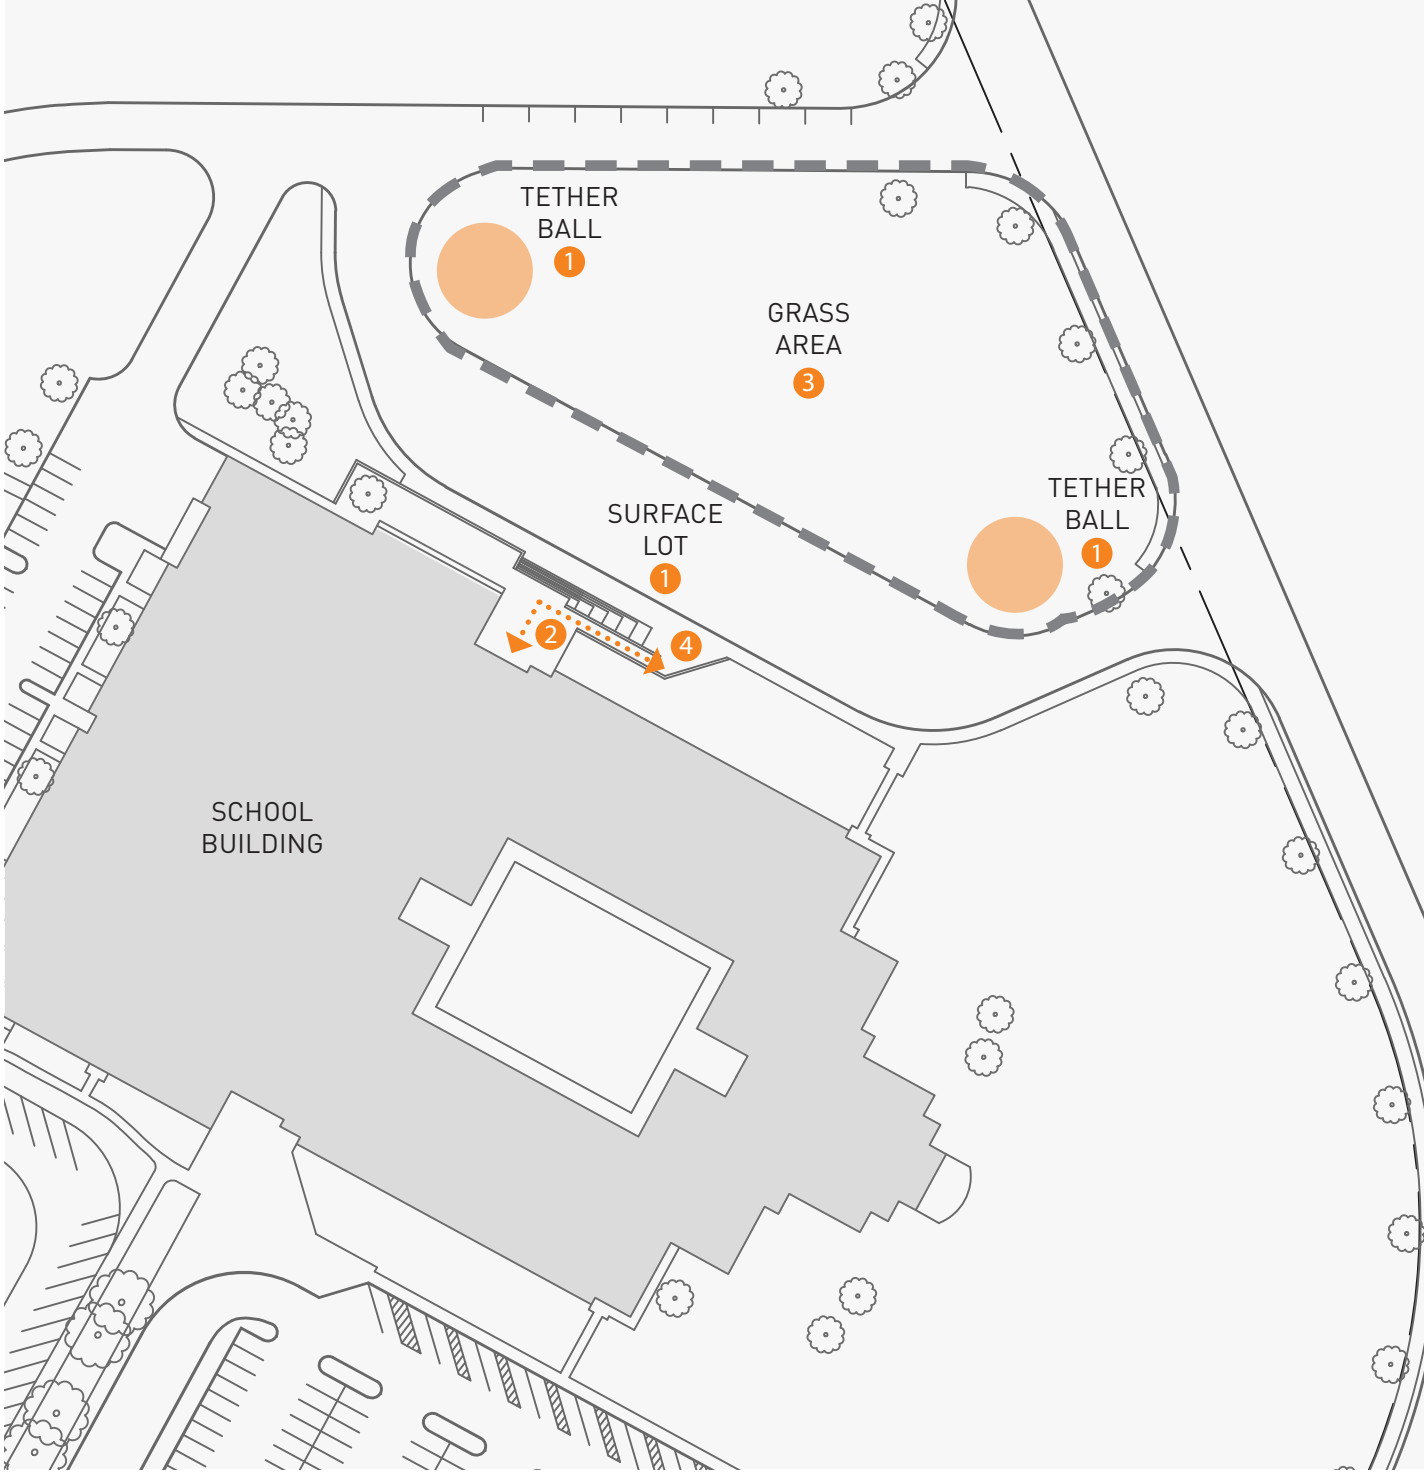 TETHER
BALL
1
GRASS
AREA
3
TETHER
BALL
1
SURFACE
LOT
1
2
4
SCHOOL
BUILDING